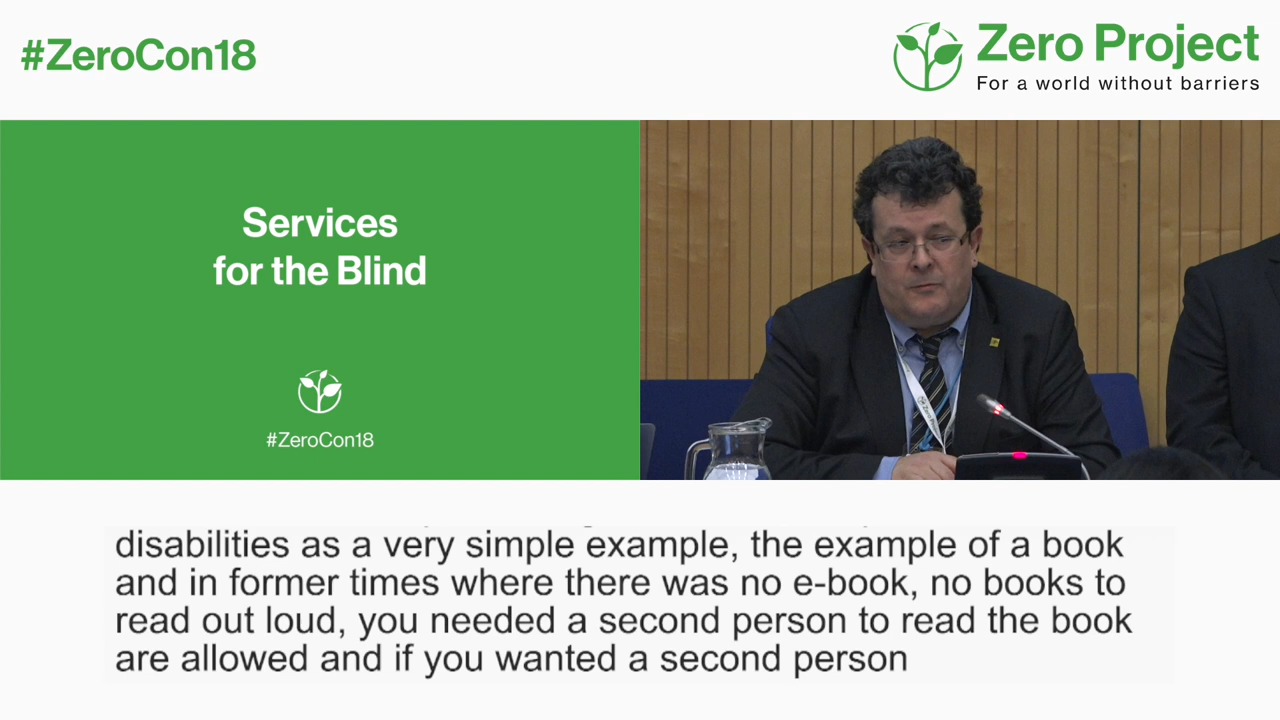 #ZeroCon18
Zero Project
For a world without barriers
Services
for the Blind
#ZeroCon18
disabilities as a very simple example, the example of a book
and in former times where there was no e-book, no books to
read out loud, you needed a second person to read the book
are allowed and if you wanted a second person